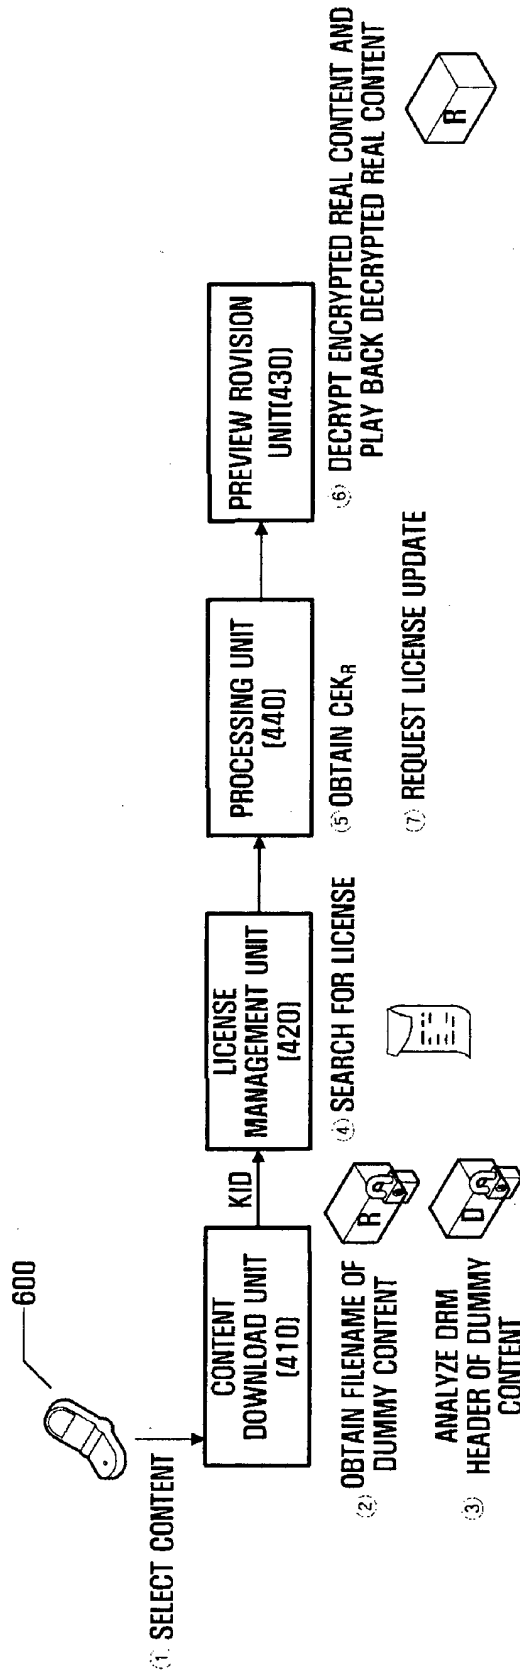 600
① SELECT CONTENT
CONTENT
DOWNLOAD UNIT
(410)
KID
② OBTAIN FILENAME OF
DUMMY CONTENT
R
③ ANALYZE DRM
HEADER OF DUMMY
CONTENT
D
LICENSE
MANAGEMENT UNIT
(420)
④ SEARCH FOR LICENSE
PROCESSING UNIT
(440)
⑤ OBTAIN CEKR
⑦ REQUEST LICENSE UPDATE
PREVIEW ROVISION
UNIT(430)
⑥ DECRYPT ENCRYPTED REAL CONTENT AND
PLAY BACK DECRYPTED REAL CONTENT
R